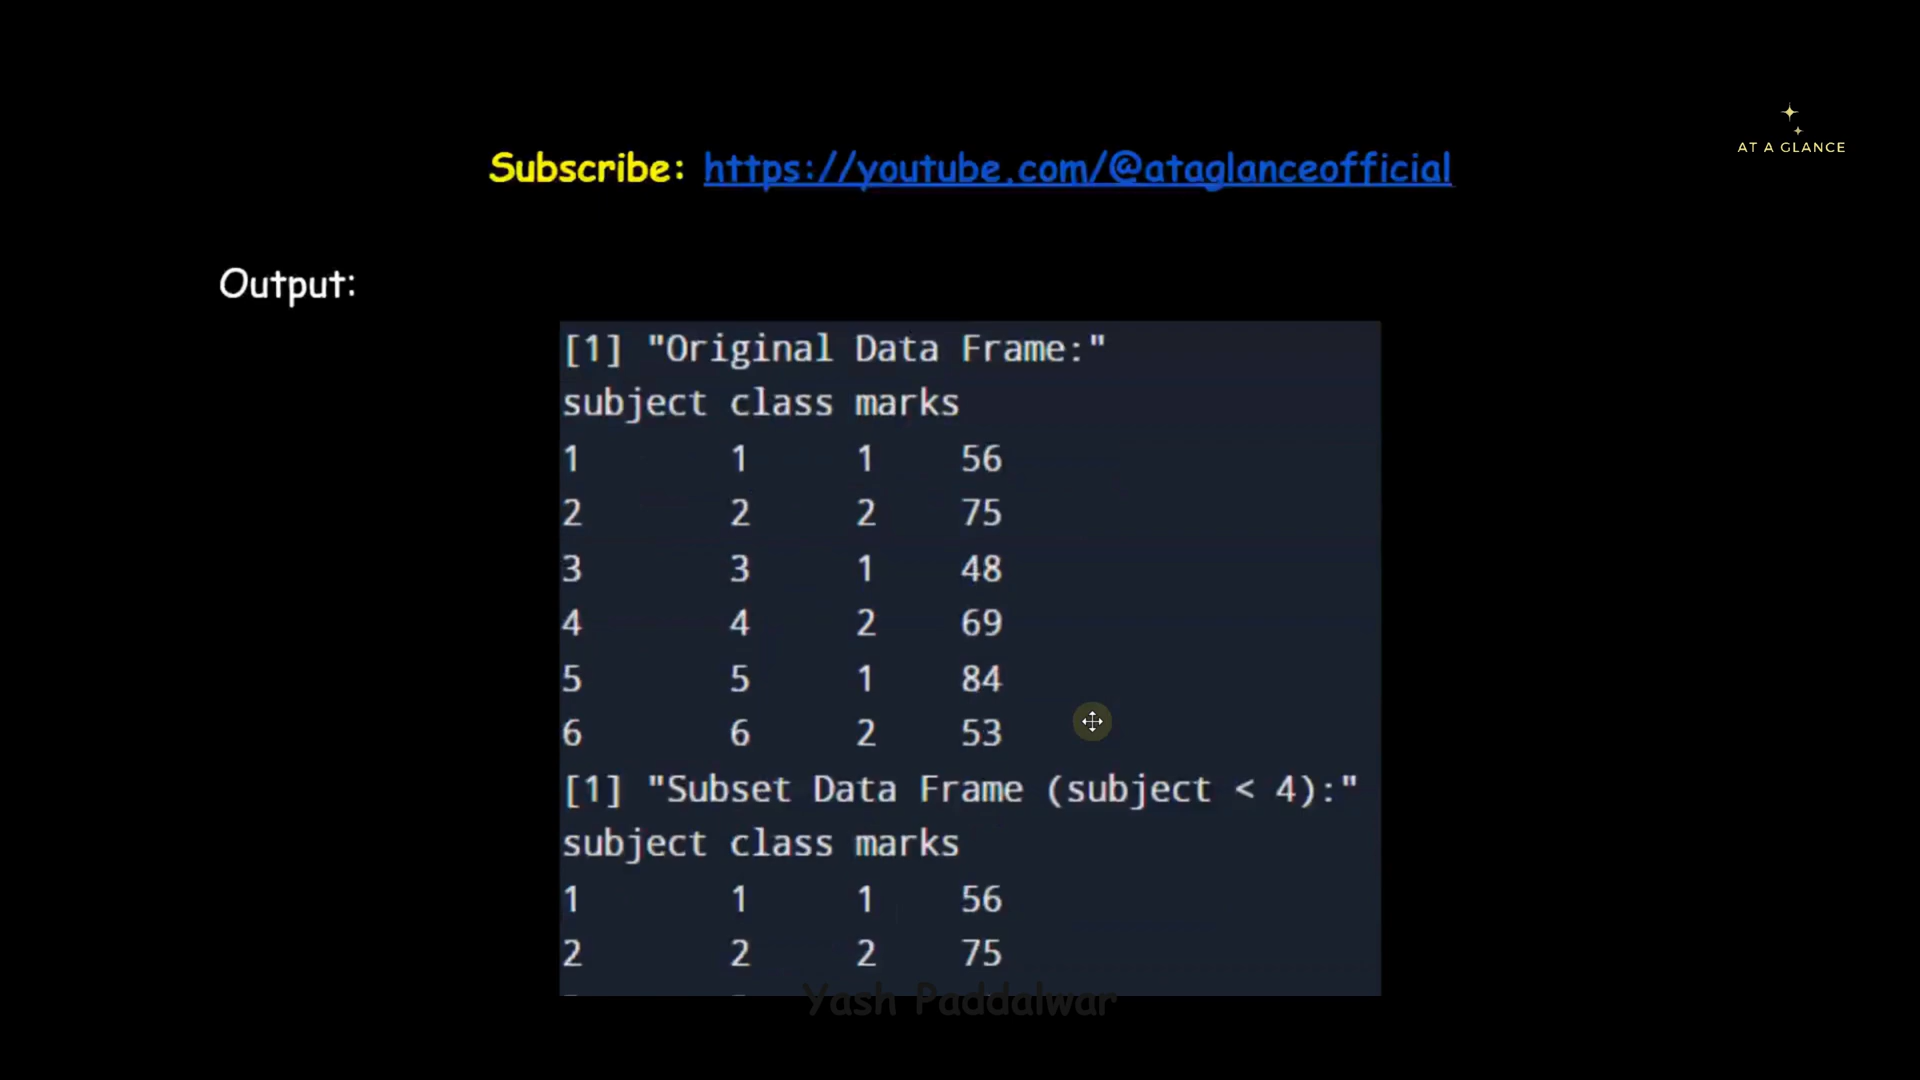 AT A GLANCE
Subscribe: https://youtube.com/@ataglanceofficial
Output:
[1] "Original Data Frame:"
subject class marks
1 1 1 56
2 2 2 75
3 3 1 48
4 4 2 69
5 5 1 84
6 6 2 53
[1] "Subset Data Frame (subject < 4):"
subject class marks
1 1 1 56
2 2 2 75
Yash Paddalwar